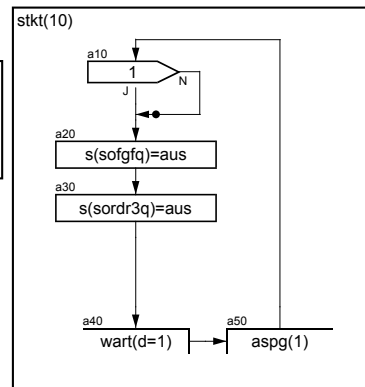 stkt(10)
a10
1
J
N
a20
s(sofgfq)=aus
a30
s(sordr3q)=aus
a40
wart(d=1)
a50
aspg(1)